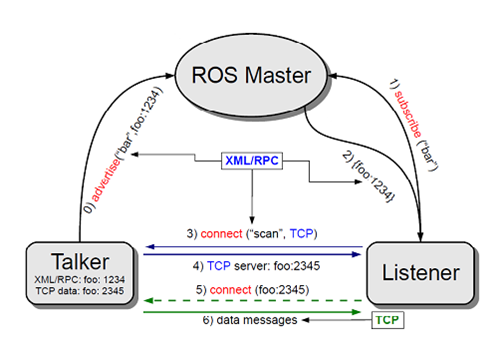 ROS Master
0) advertise("bar",foo:1234)
1) subscribe ("bar")
XML/RPC
2) {foo:1234}
3) connect ("scan", TCP)
Talker
XML/RPC: foo: 1234
TCP data: foo: 2345
4) TCP server: foo:2345
Listener
5) connect (foo:2345)
6) data messages
TCP